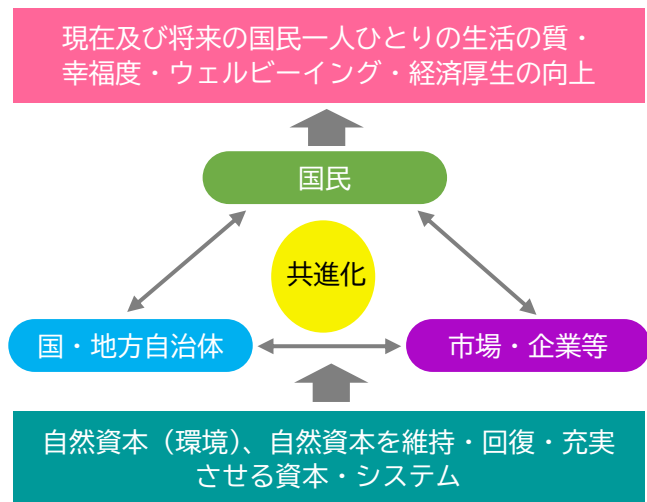 現在及び将来の国民一人ひとりの生活の質・
幸福度・ウェルビーイング・経済厚生の向上
国民
共進化
国・地方自治体
市場・企業等
自然資本（環境）、自然資本を維持・回復・充実
させる資本・システム